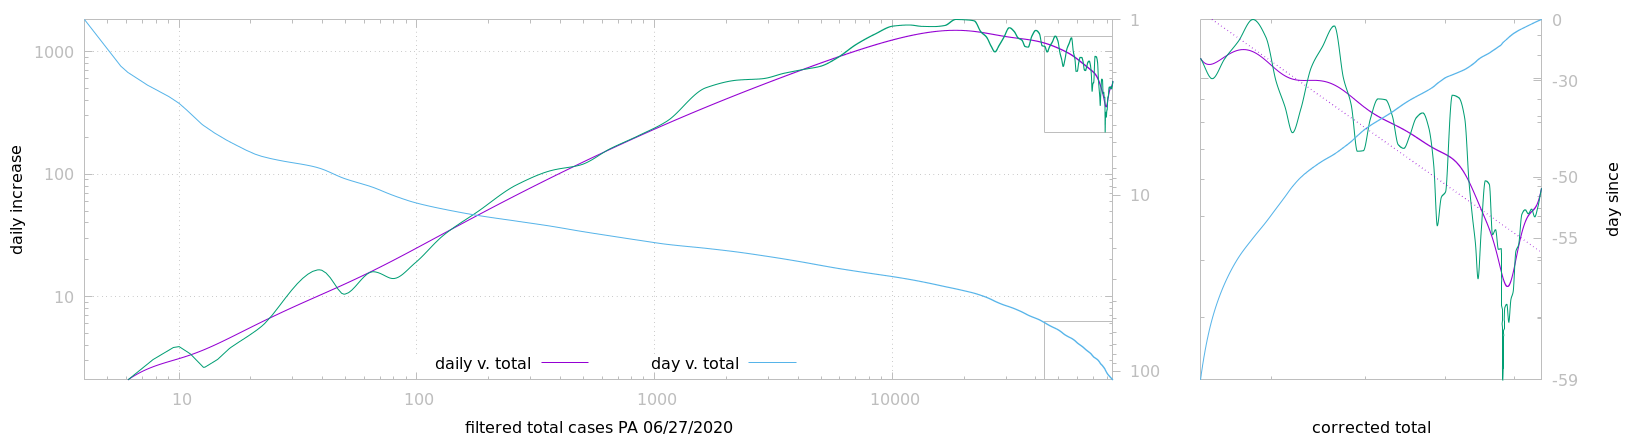 1000
100
10
daily increase
10
100
1000
10000
filtered total cases PA 06/27/2020
daily v. total
day v. total
1
10
100
0
-30
-50
-55
-59
day since
corrected total